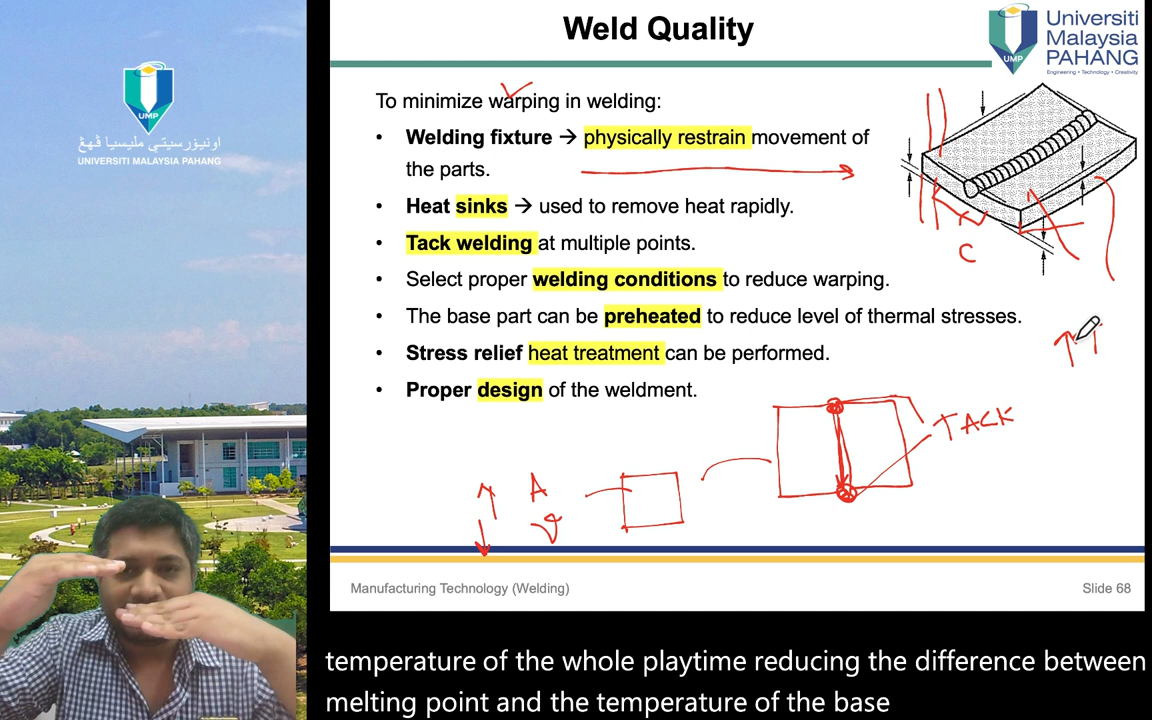 Weld Quality
Universiti
Malaysia
PAHANG
Engineering • Technology • Creativity
UMP
UMP
اونيۏرسيتي مليسيا ڤهڠ
UNIVERSITI MALAYSIA PAHANG
To minimize warping in welding:
• Welding fixture → physically restrain movement of
the parts.
• Heat sinks → used to remove heat rapidly.
• Tack welding at multiple points.
• Select proper welding conditions to reduce warping.
• The base part can be preheated to reduce level of thermal stresses.
• Stress relief heat treatment can be performed.
• Proper design of the weldment.
C
TACK
A
Manufacturing Technology (Welding)
Slide 68
temperature of the whole playtime reducing the difference between
melting point and the temperature of the base